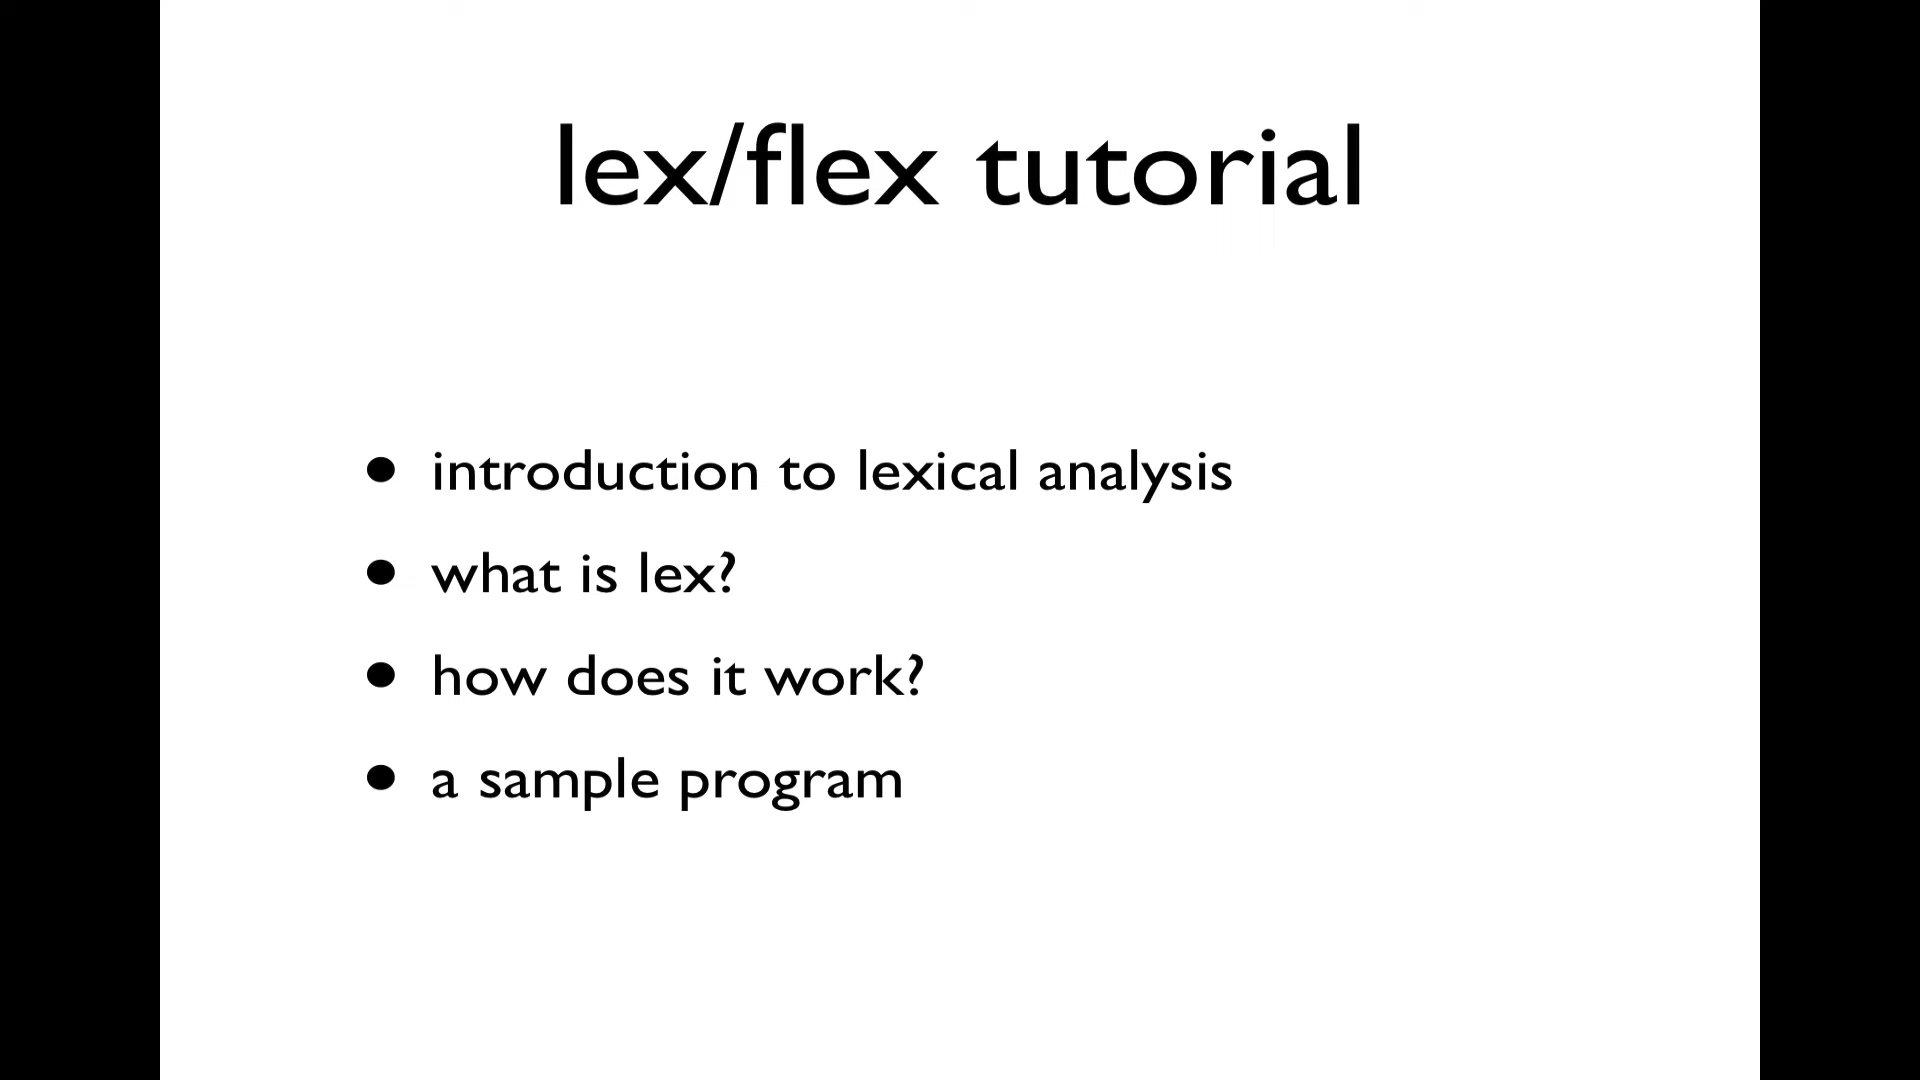 lex/flex tutorial
• introduction to lexical analysis
• what is lex?
• how does it work?
• a sample program